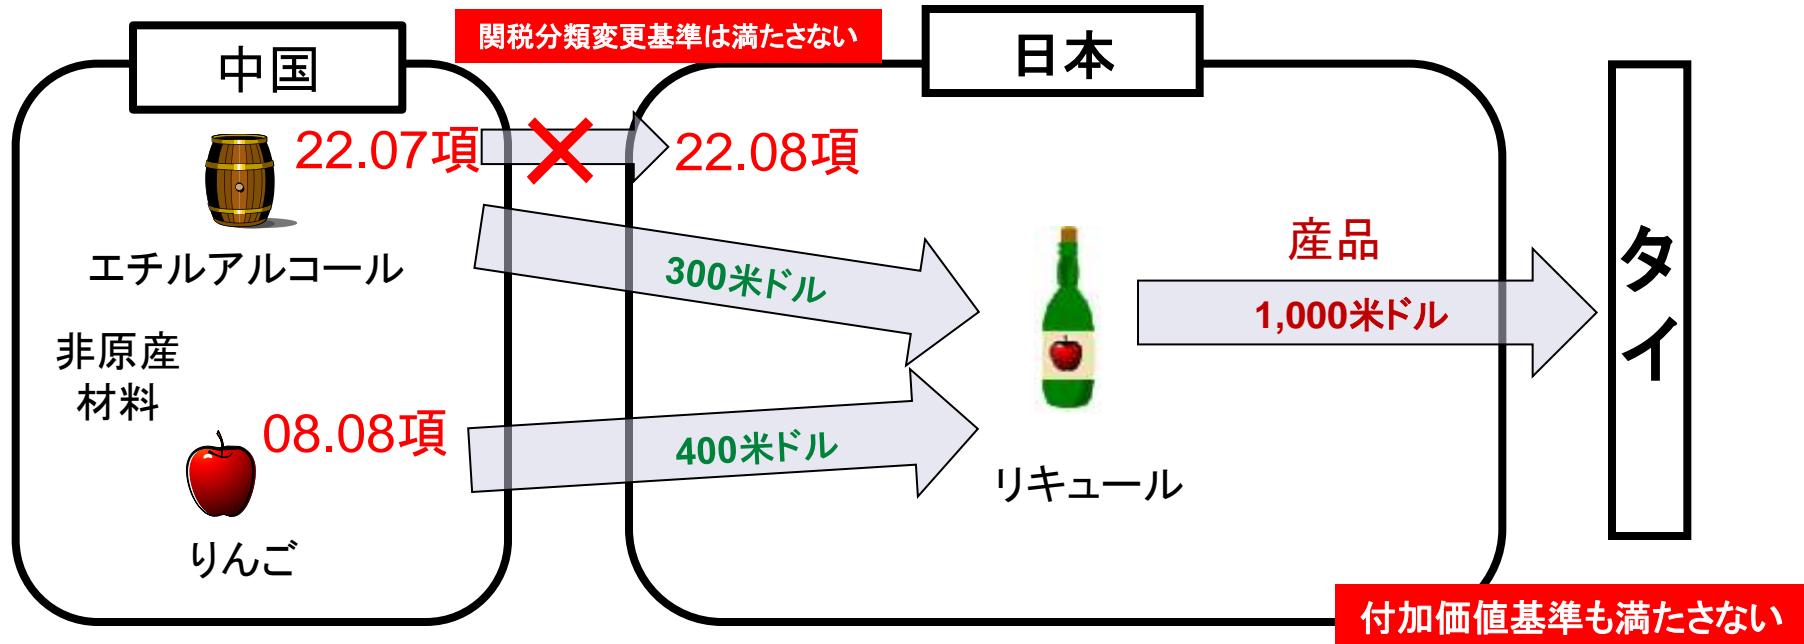 関税分類変更基準は満たさない
中国
日本
22.07項
22.08項
エチルアルコール
300米ドル
産品
1,000米ドル
タイ
非原産
材料
08.08項
400米ドル
りんご
リキュール
付加価値基準も満たさない